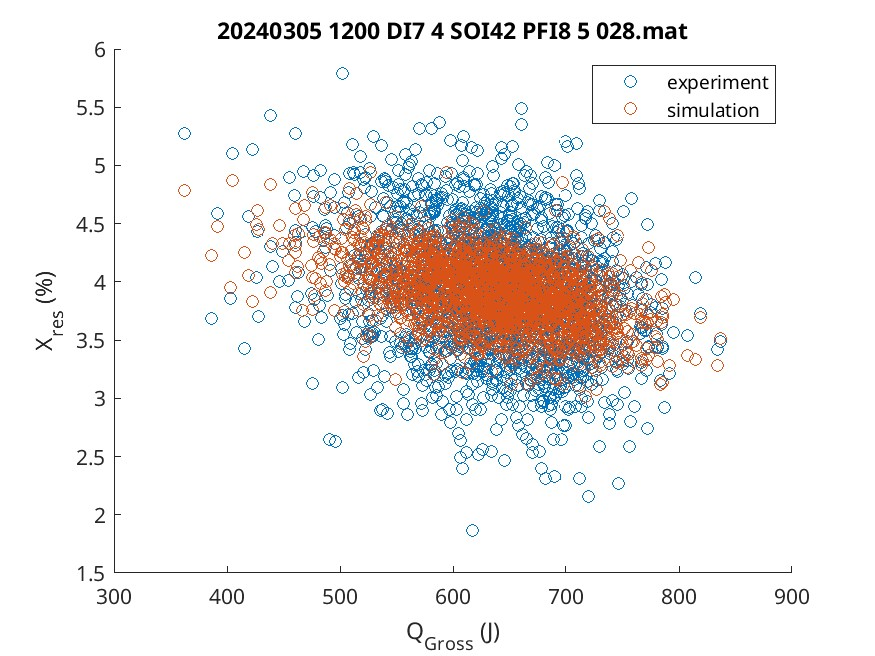 20240305 1200 DI7 4 SOI42 PFI8 5 028.mat
experiment
simulation
6
5.5
5
4.5
4
3.5
3
2.5
2
1.5
X_res (%)
300 400 500 600 700 800 900
Q_Gross (J)